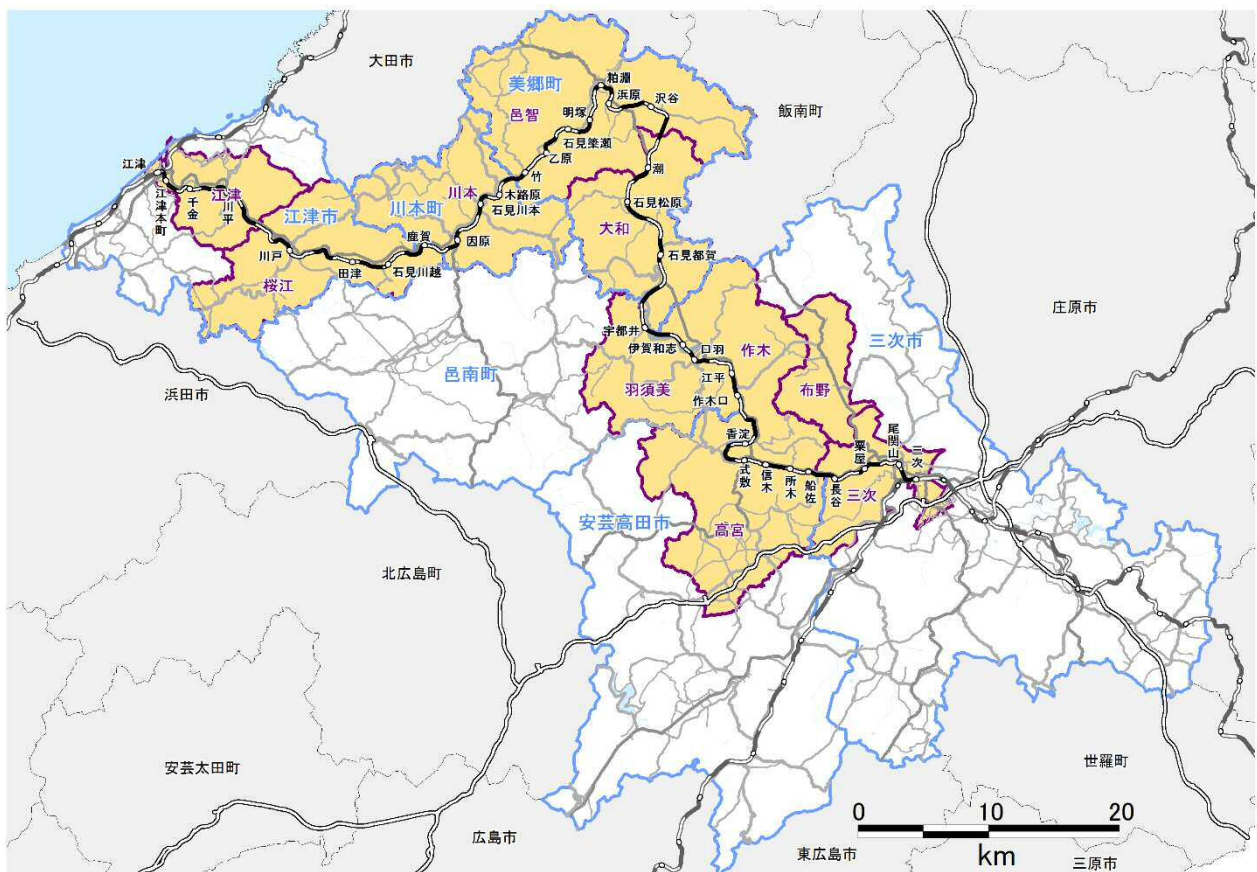 大田市
飯南町
庄原市
浜田市
北広島町
安芸太田町
広島市
東広島市
三原市
世羅町
美郷町
川本町
江津市
邑南町
三次市
安芸高田市
邑智
川本
江津
桜江
大和
羽須美
作木
布野
高宮
三次
江津
江津本町
千金
川平
川戸
田津
石見川越
鹿賀
因原
石見川本
木路原
竹
乙原
石見簗瀬
明塚
粕淵
浜原
沢谷
潮
石見松原
石見都賀
宇都井
伊賀和志
口羽
江平
作木口
香淀
式敷
信木
所木
船佐
長谷
粟屋
尾関山
三次
0 10 20
km